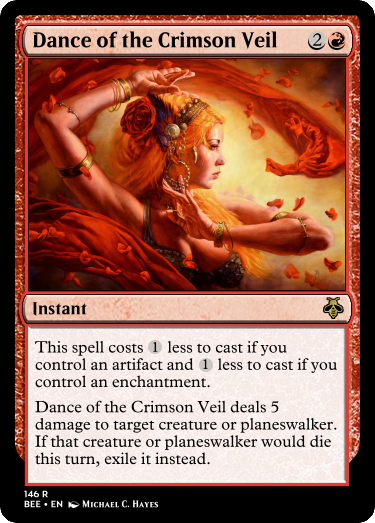 Dance of the Crimson Veil 2
Instant
This spell costs 1 less to cast if you
control an artifact and 1 less to cast if you
control an enchantment.
Dance of the Crimson Veil deals 5
damage to target creature or planeswalker.
If that creature or planeswalker would die
this turn, exile it instead.
146 R
BEE • EN Michael C. Hayes